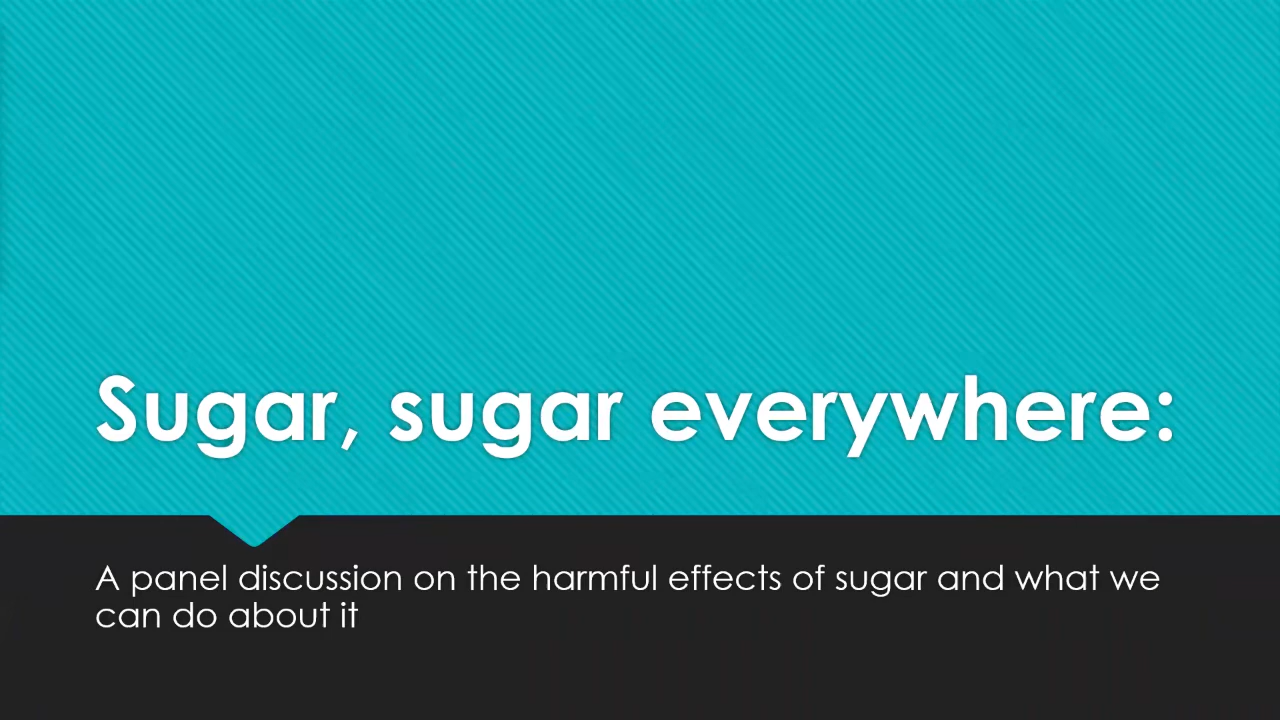 Sugar, sugar everywhere:
A panel discussion on the harmful effects of sugar and what we
can do about it